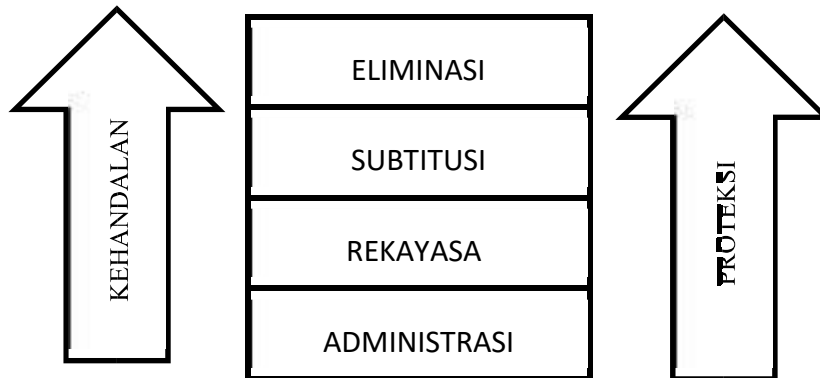 KEHANDALAN
ELIMINASI
SUBTITUSI
REKAYASA
ADMINISTRASI
PROTEKSI